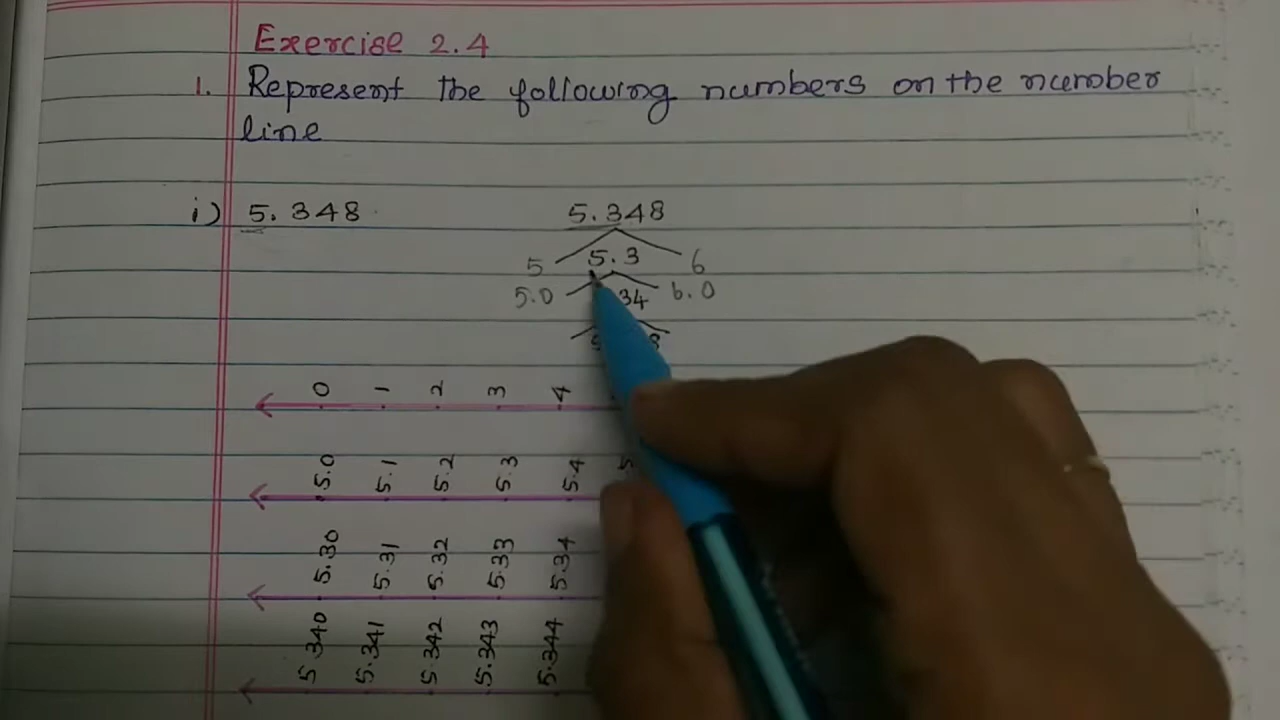 Exercise 2.4
1. Represent the following numbers on the number
line
i) 5.348 5.348
5 5.3 6
5.0 34 6.0
8
0 1 2 3 4
5.0 5.1 5.2 5.3 5.4
5.30 5.31 5.32 5.33 5.34
5.340 5.341 5.342 5.343 5.344